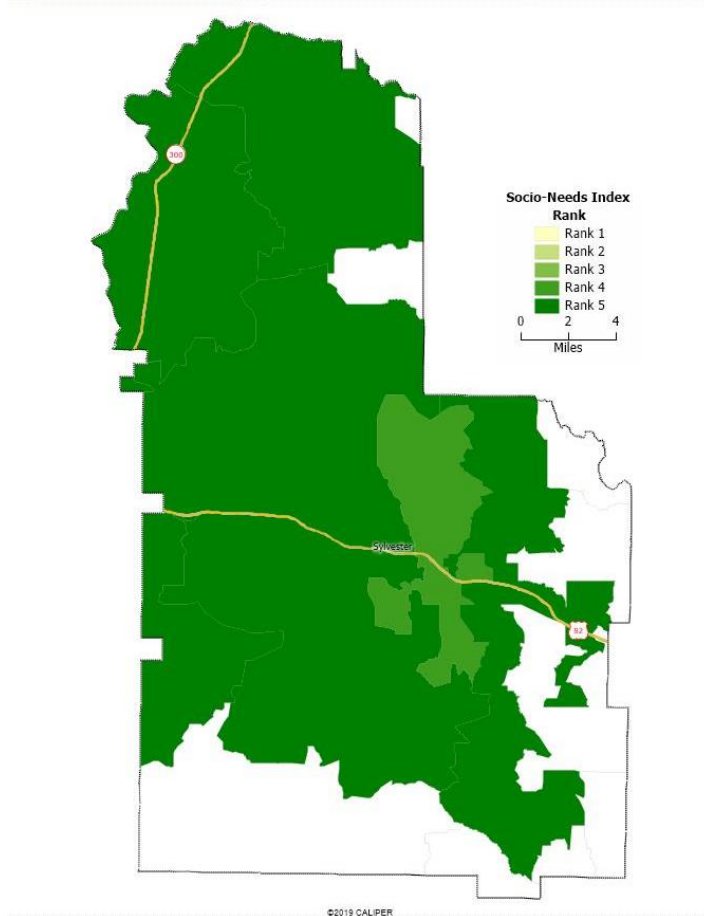 300
Socio-Needs Index
Rank
Rank 1
Rank 2
Rank 3
Rank 4
Rank 5
0 2 4
Miles
Sylvester
82
©2019 CALIPER